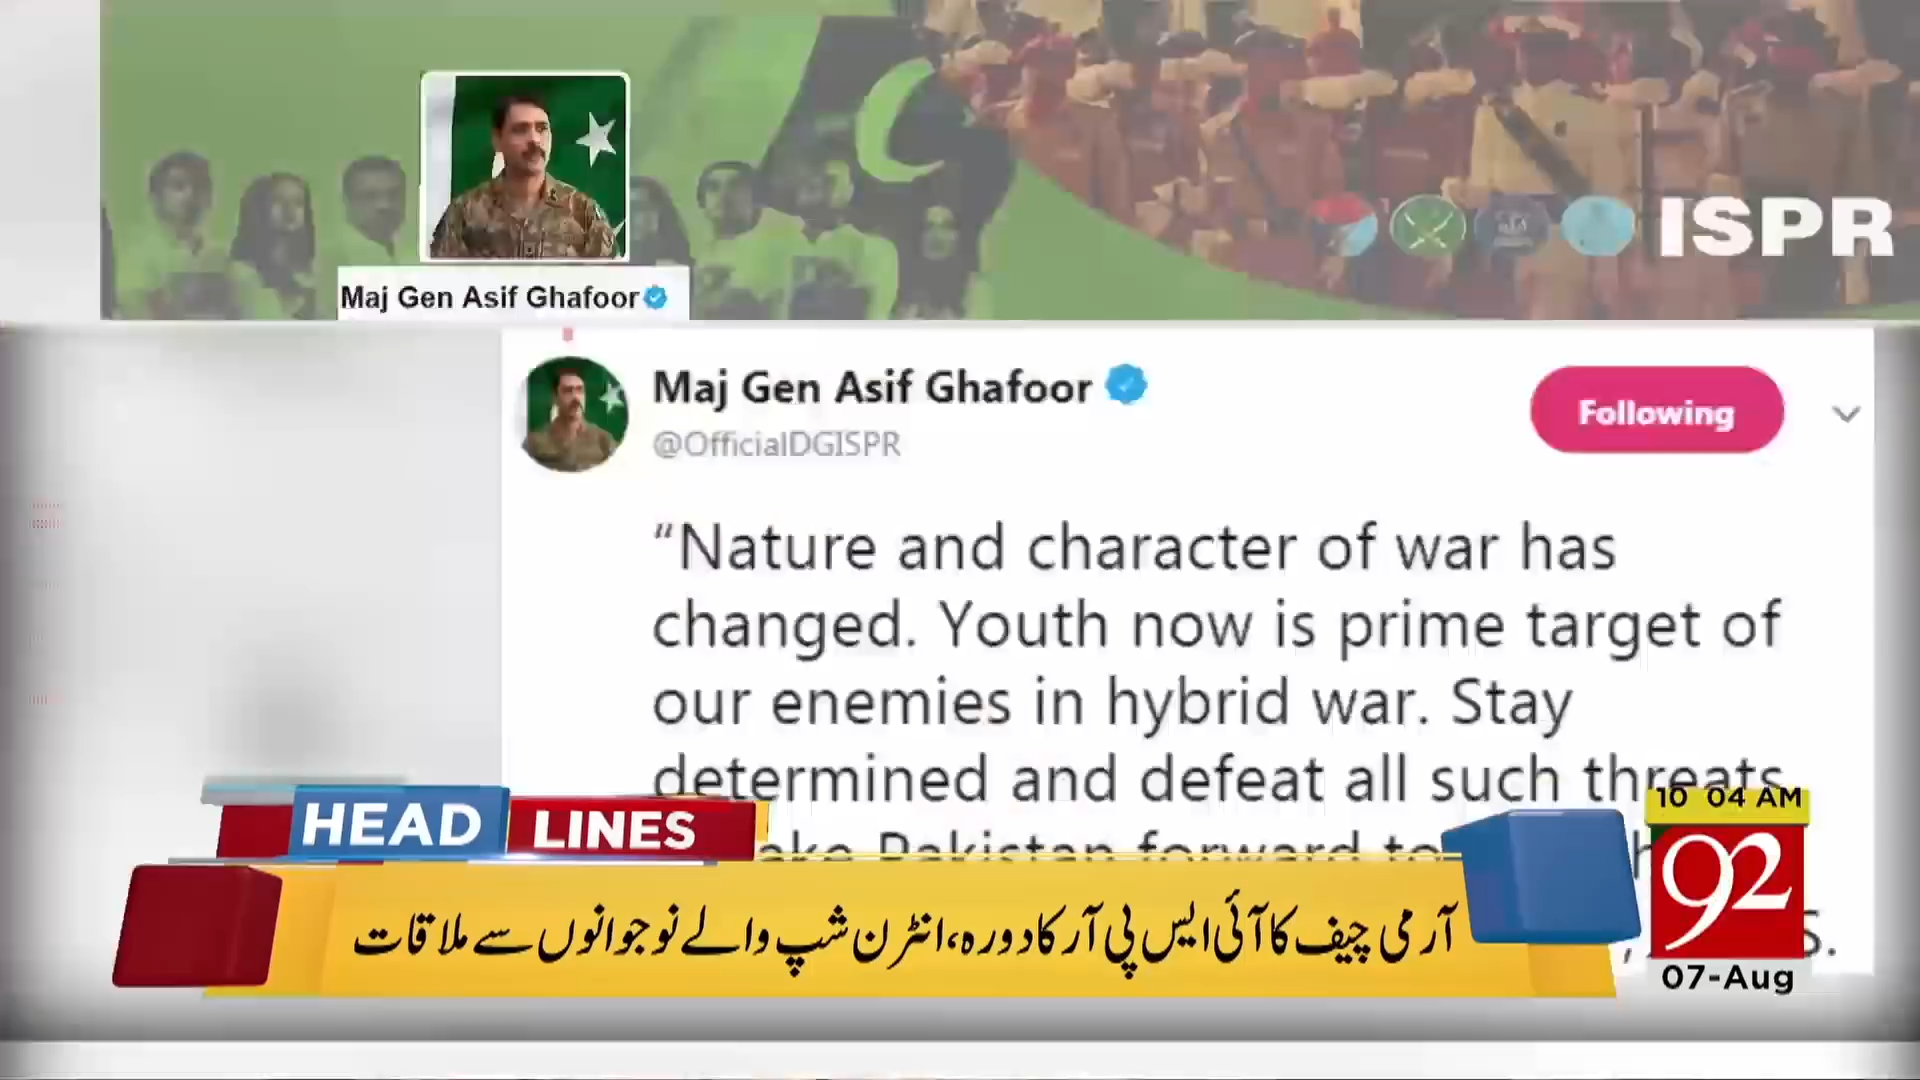 ISPR
Maj Gen Asif Ghafoor
Maj Gen Asif Ghafoor
@OfficialDGISPR
Following
“Nature and character of war has
changed. Youth now is prime target of
our enemies in hybrid war. Stay
determined and defeat all such threats.
Pakistan forward to
HEAD LINES
آرمی چیف کا آئی ایس پی آر کا دورہ، انٹرن شپ والے نوجوانوں سے ملاقات
10 04 AM
92
07-Aug